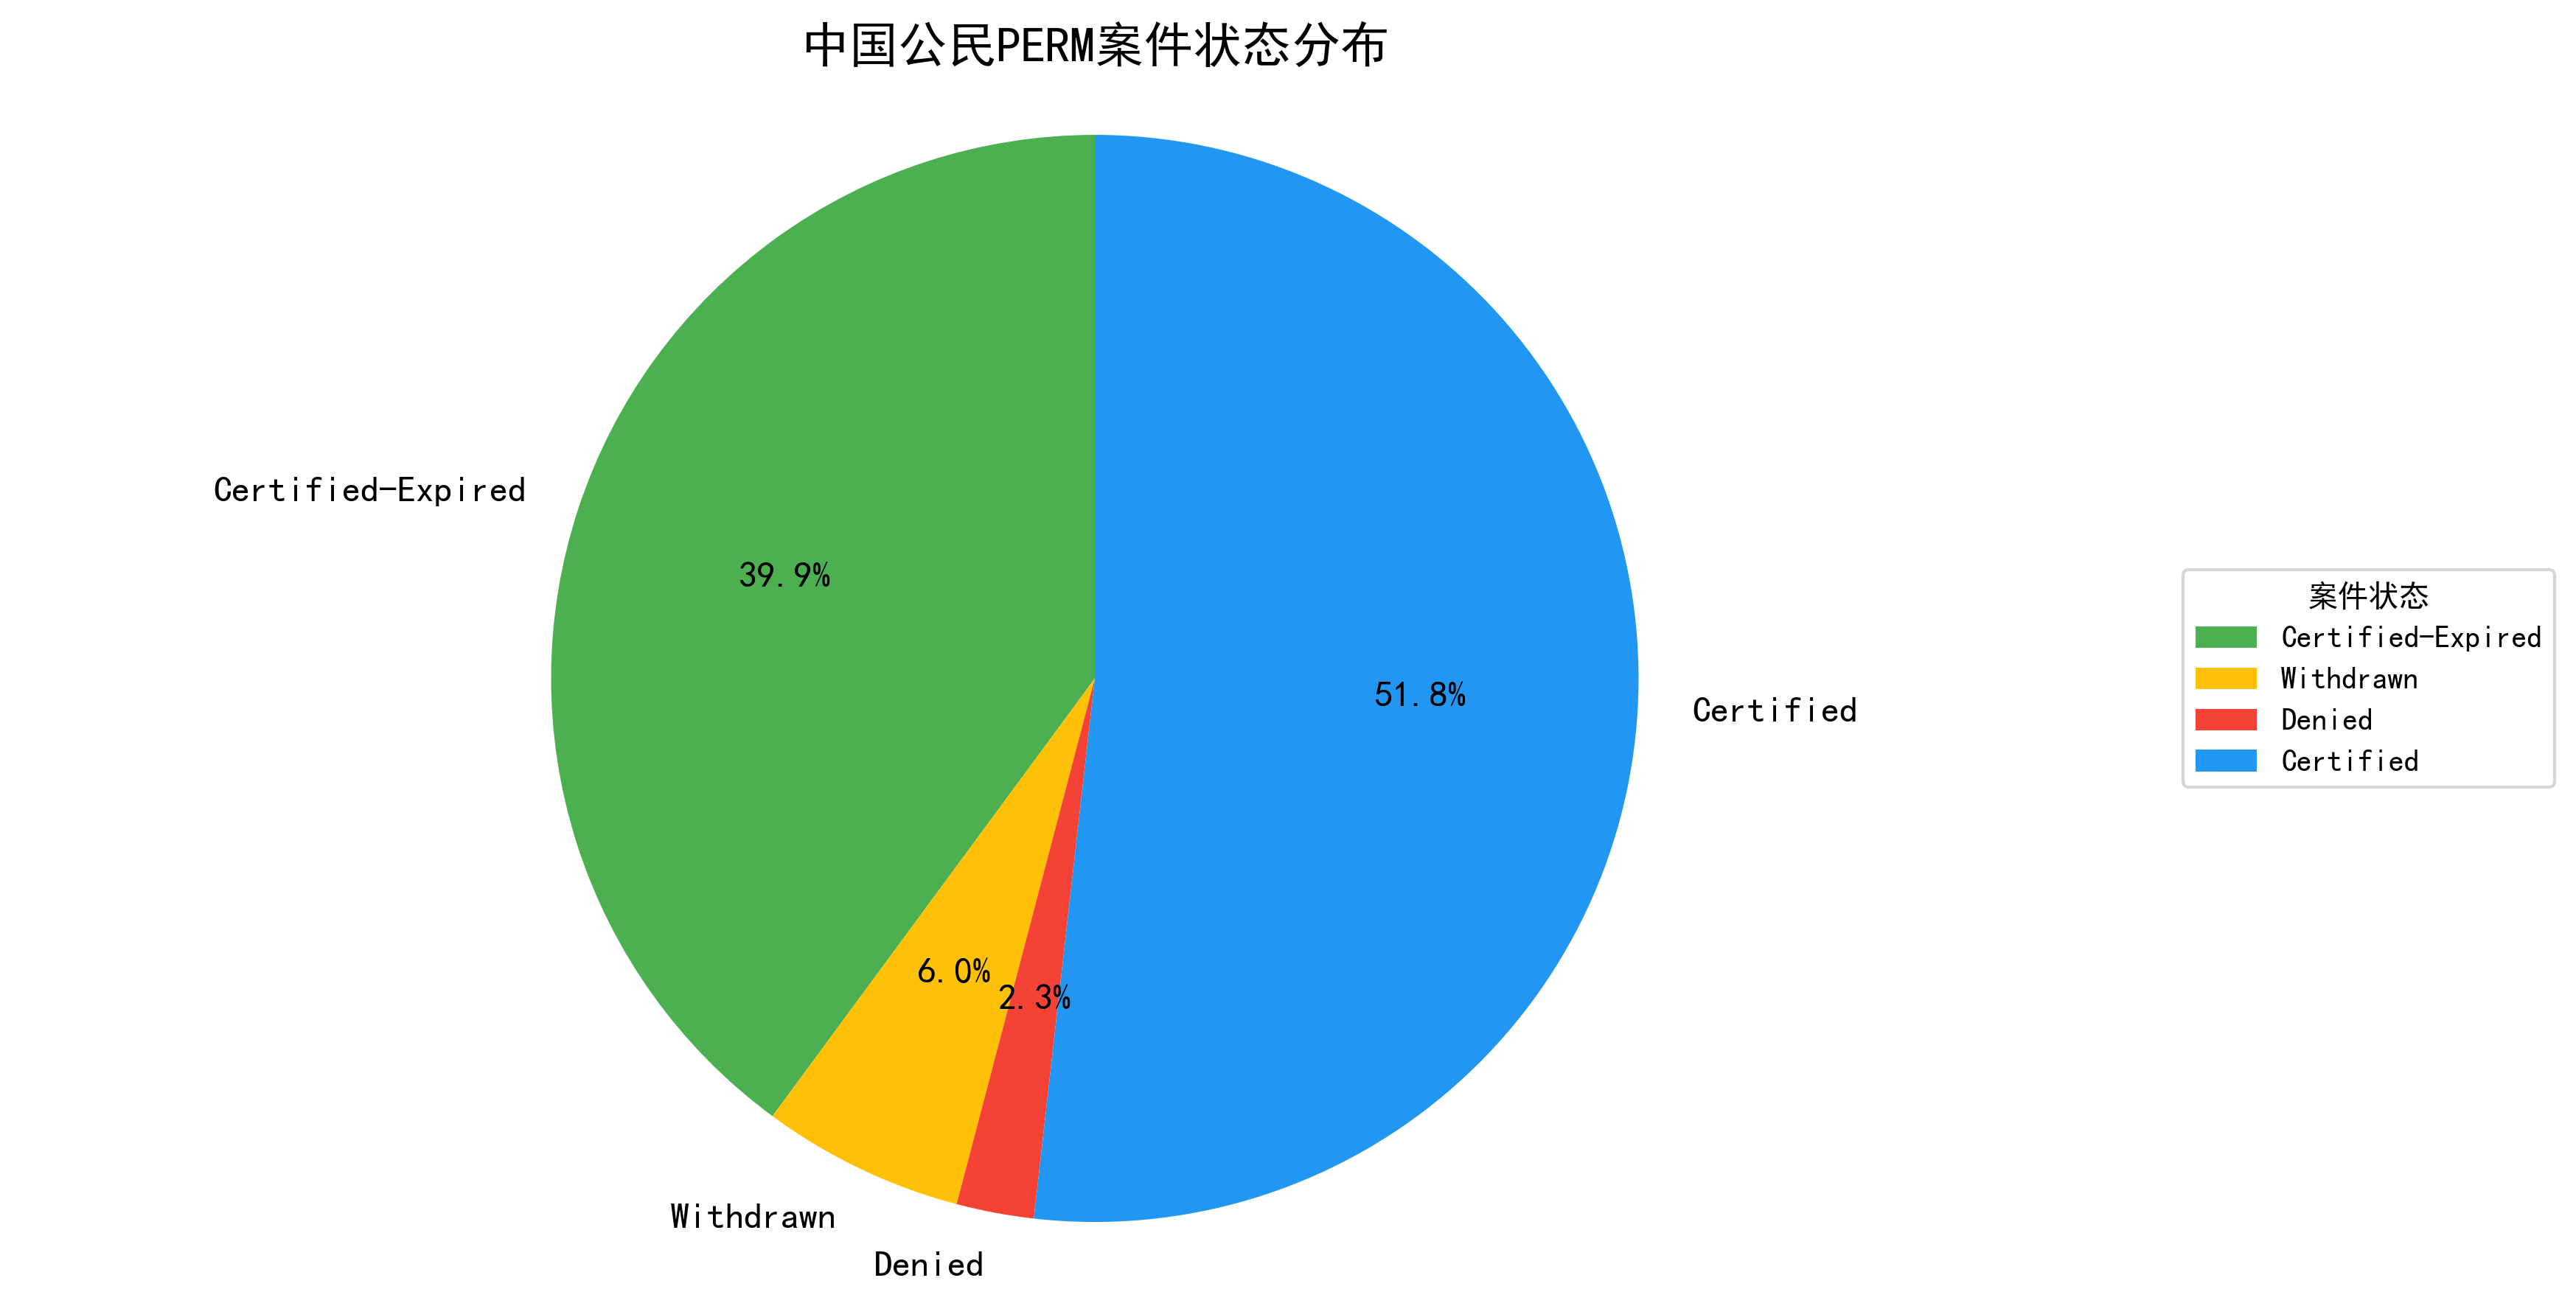 中国公民PERM案件状态分布
Certified-Expired
39.9%
51.8%
Certified
6.0%
2.3%
Withdrawn
Denied
案件状态
Certified-Expired
Withdrawn
Denied
Certified